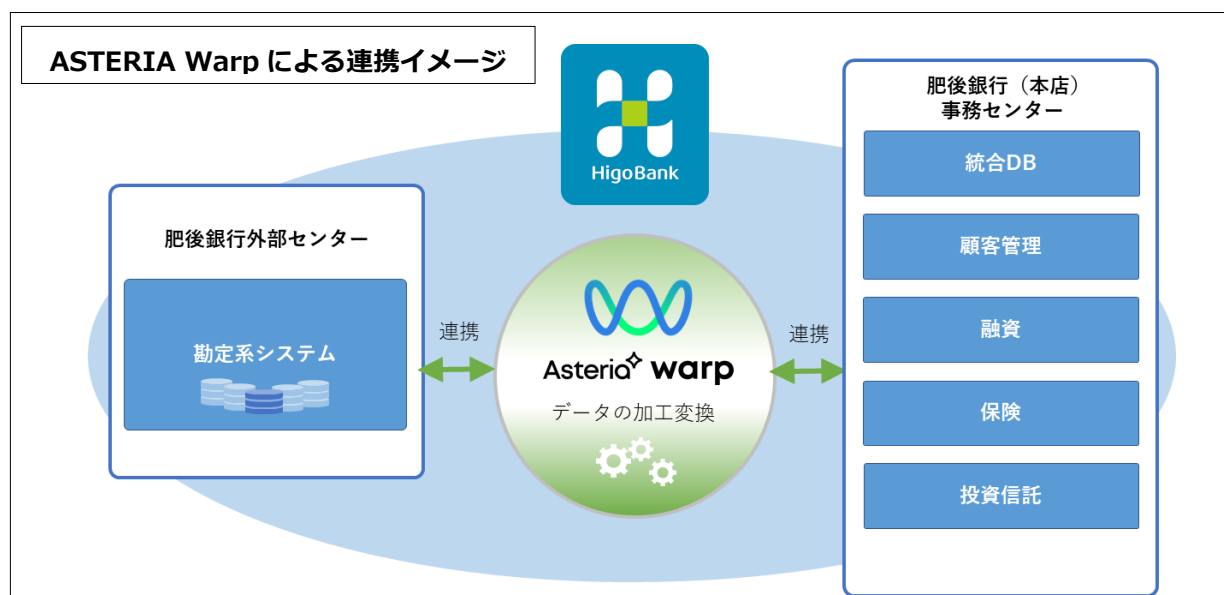 ASTERIA Warp による連携イメージ
HigoBank
肥後銀行外部センター
勘定系システム
連携
Asteria warp
データの加工変換
連携
肥後銀行（本店）
事務センター
統合DB
顧客管理
融資
保険
投資信託